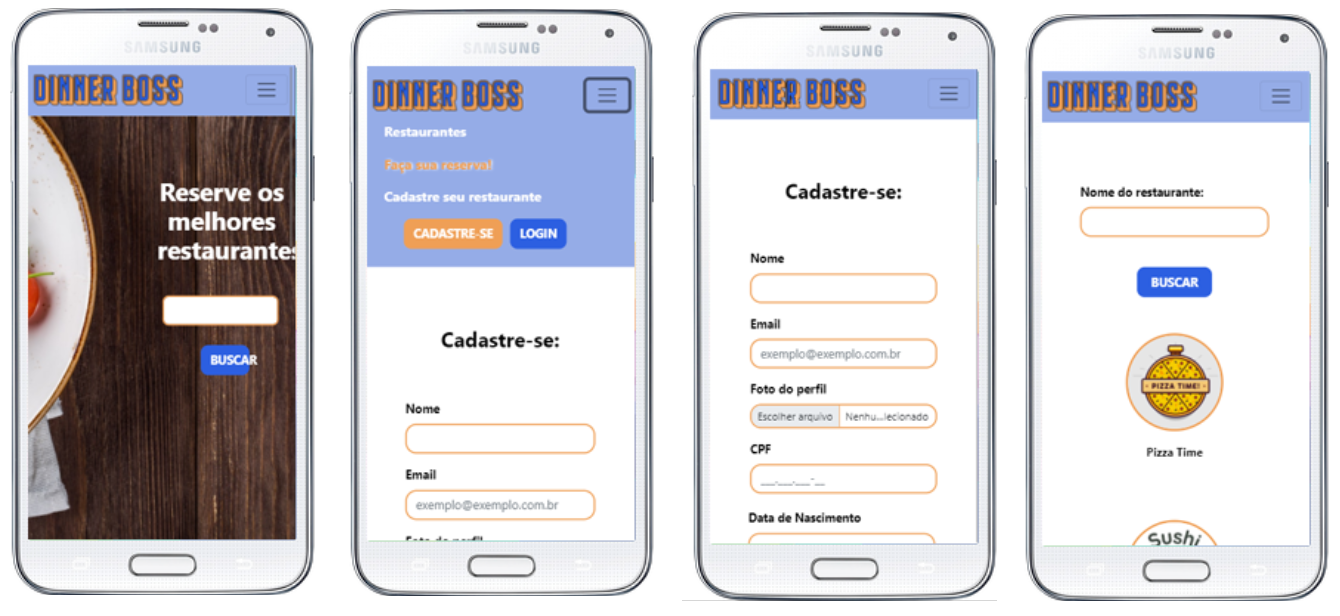 SAMSUNG
DINNER BOSS
Reserve os
melhores
restaurantes
BUSCAR
SAMSUNG
DINNER BOSS
Restaurantes
Faça sua reserva!
Cadastre seu restaurante
CADASTRE-SE
LOGIN
Cadastre-se:
Nome
Email
exemplo@exemplo.com.br
Foto do perfil
SAMSUNG
DINNER BOSS
Cadastre-se:
Nome
Email
exemplo@exemplo.com.br
Foto do perfil
Escolher arquivo Nenhu...lecionado
CPF
___.___.___-__
Data de Nascimento
SAMSUNG
DINNER BOSS
Nome do restaurante:
BUSCAR
PIZZA TIME!
Pizza Time
Sushi